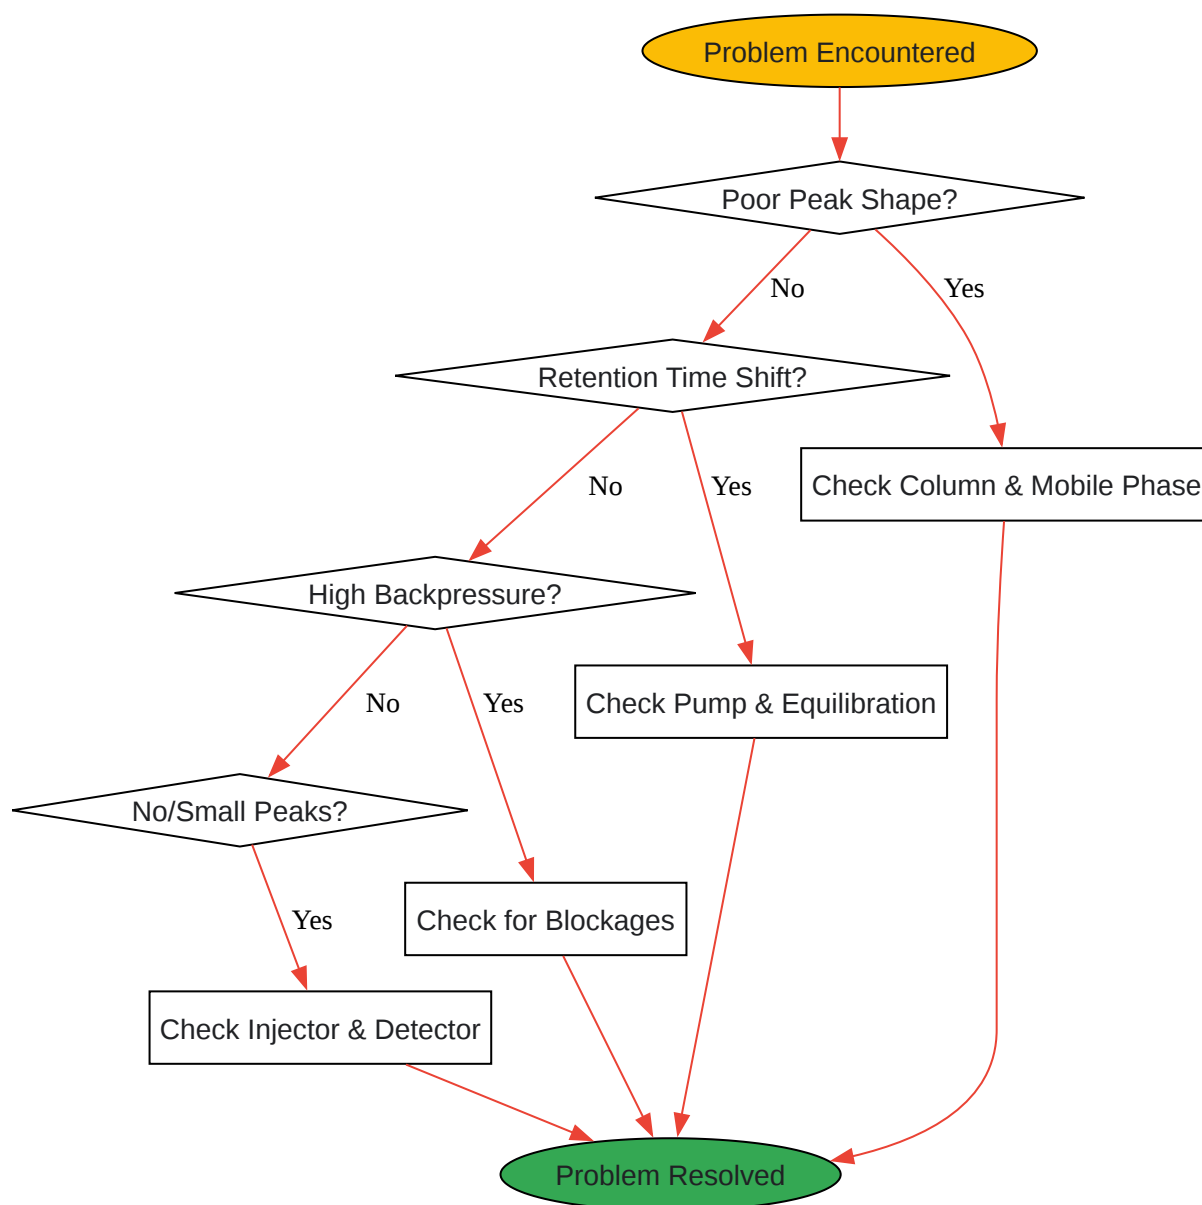 Problem Encountered
Poor Peak Shape?
No
Yes
Retention Time Shift?
No
Yes
Check Column & Mobile Phase
High Backpressure?
No
Yes
Check Pump & Equilibration
No/Small Peaks?
Yes
Check for Blockages
Check Injector & Detector
Problem Resolved